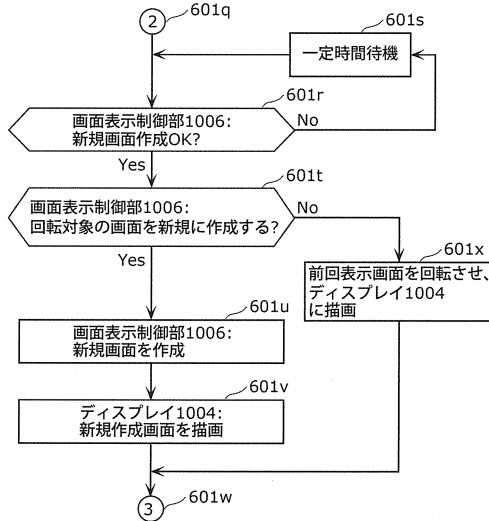 2
601q
601s
一定時間待機
601r
画面表示制御部1006:
新規画面作成OK?
No
Yes
601t
画面表示制御部1006:
回転対象の画面を新規に作成する?
No
Yes
601x
前回表示画面を回転させ、
ディスプレイ1004
に描画
601u
画面表示制御部1006:
新規画面を作成
601v
ディスプレイ1004:
新規作成画面を描画
3
601w